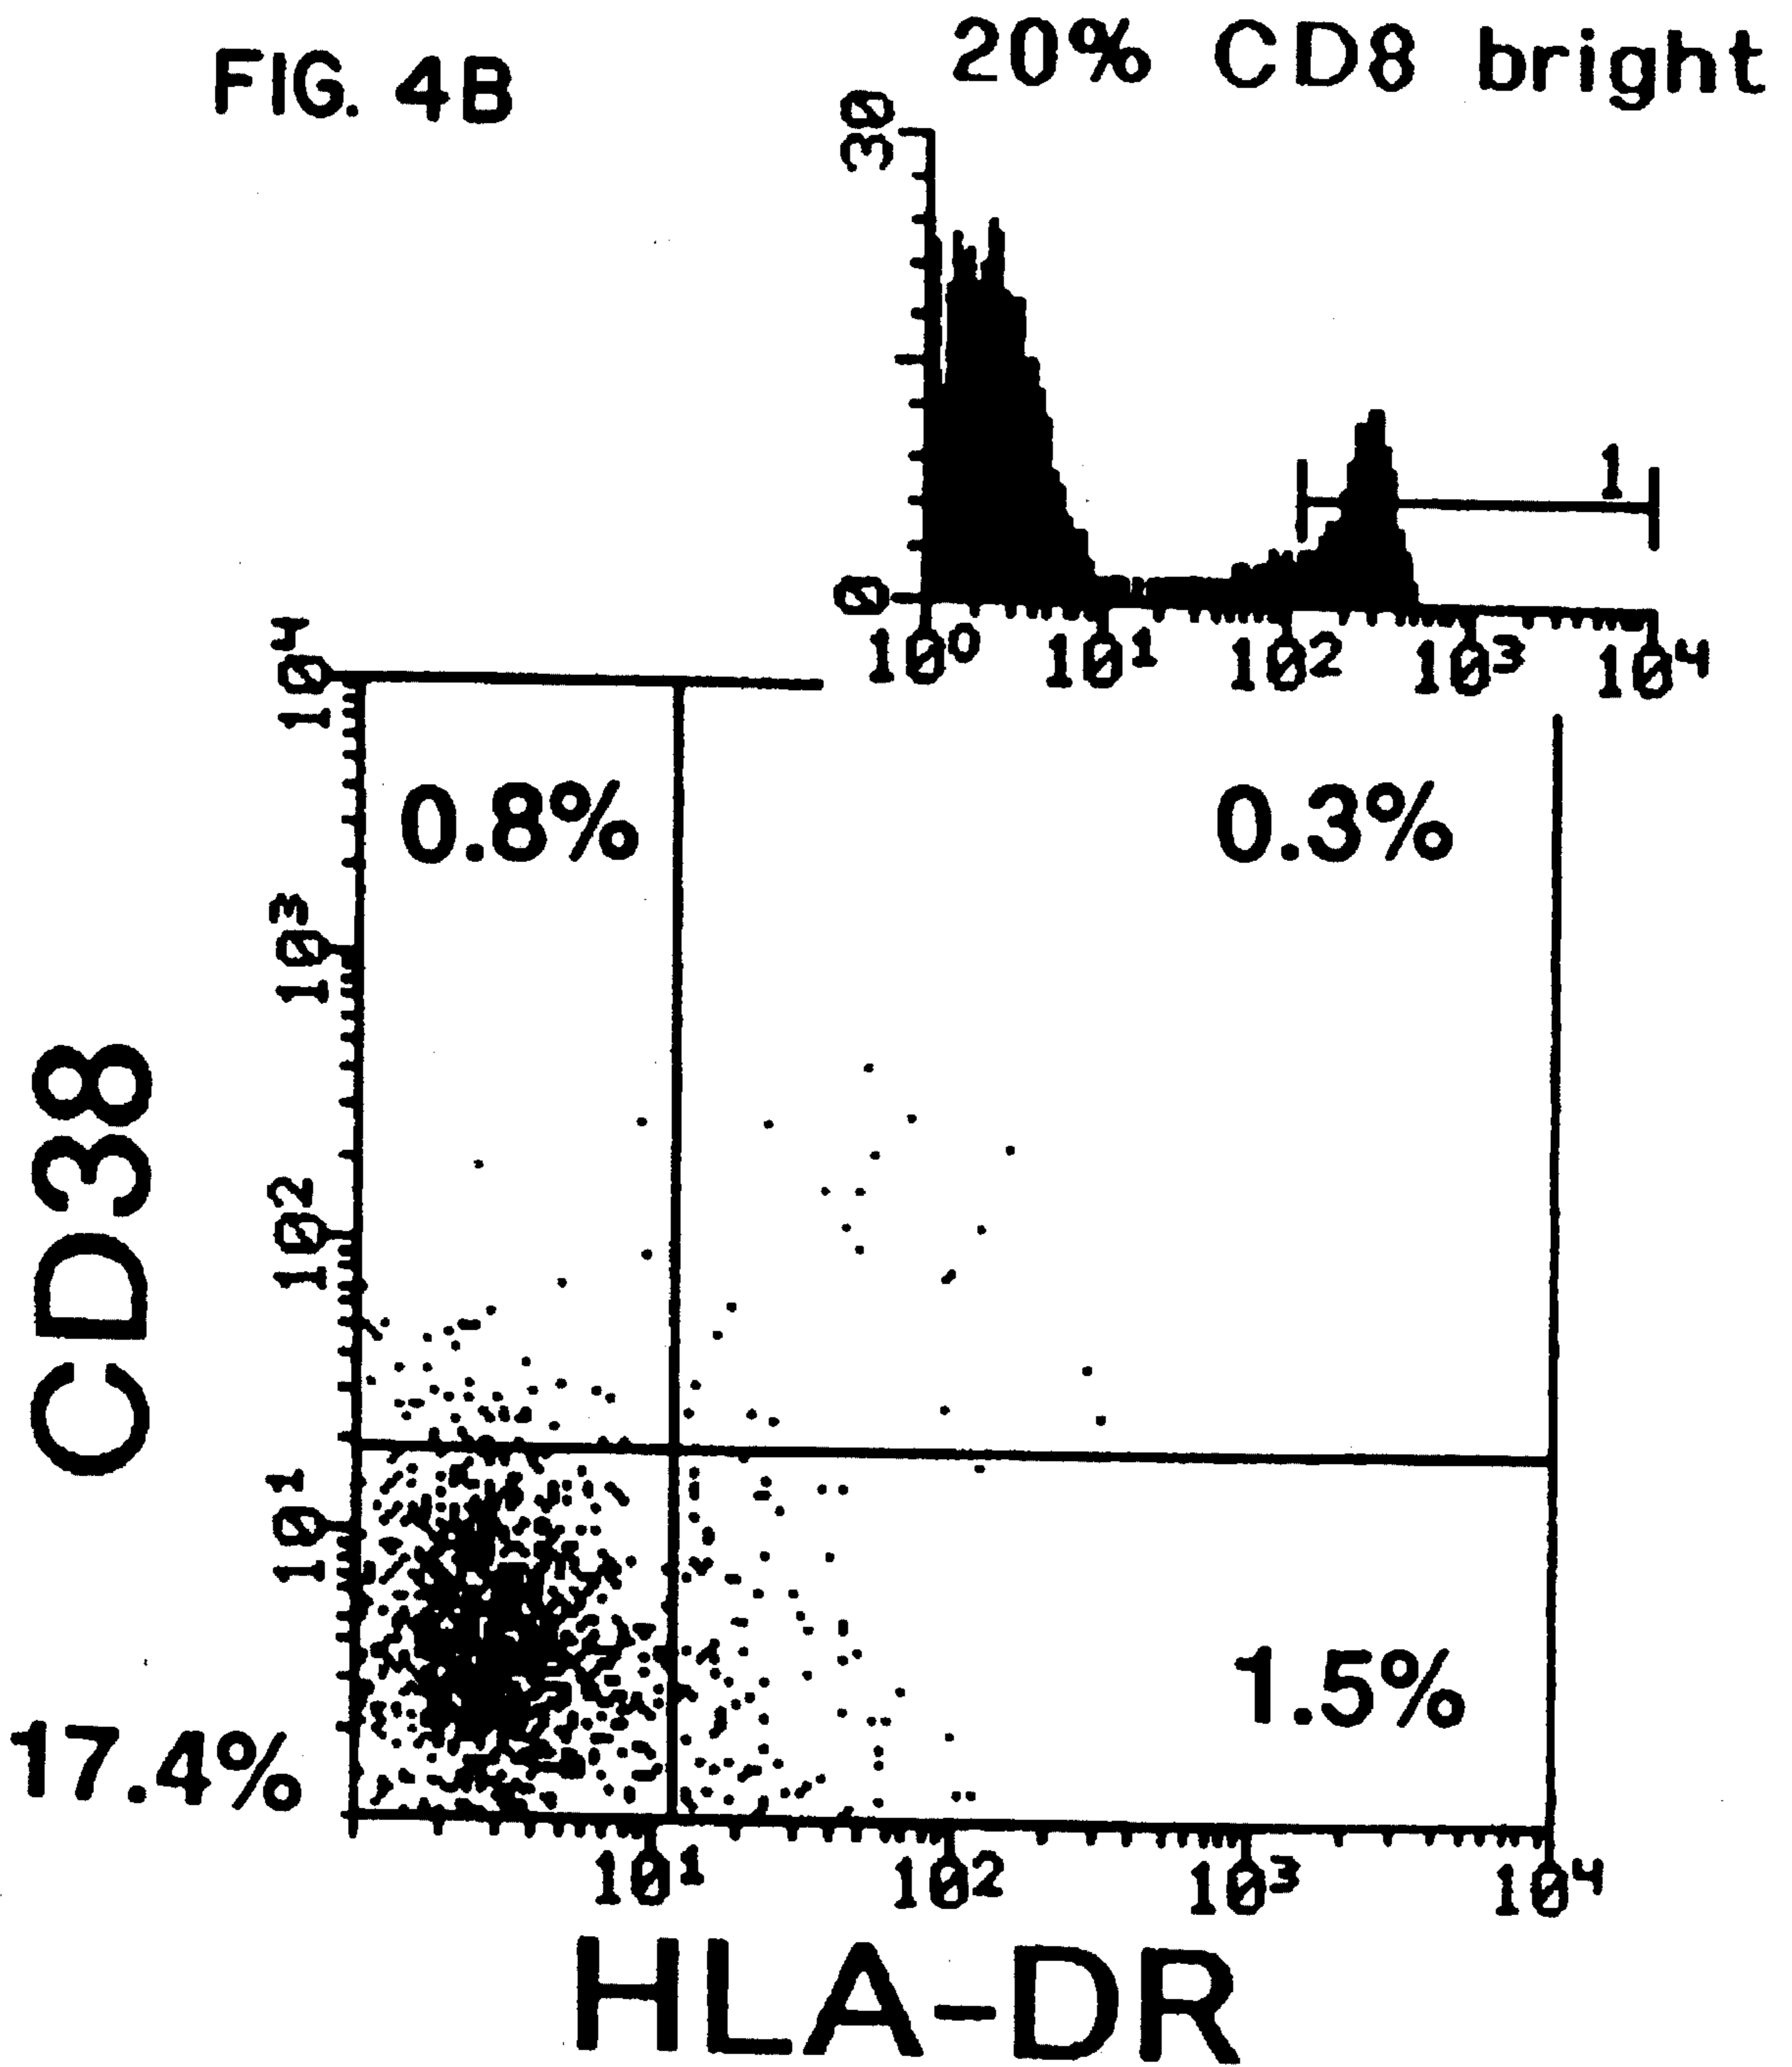 FIG. 4B
20% CD8 bright
30
0
1
10⁰ 10¹ 10² 10³ 10⁴
10⁴
10³
10²
10¹
0.8%
0.3%
CD38
17.4%
1.5%
10¹ 10² 10³ 10⁴
HLA-DR